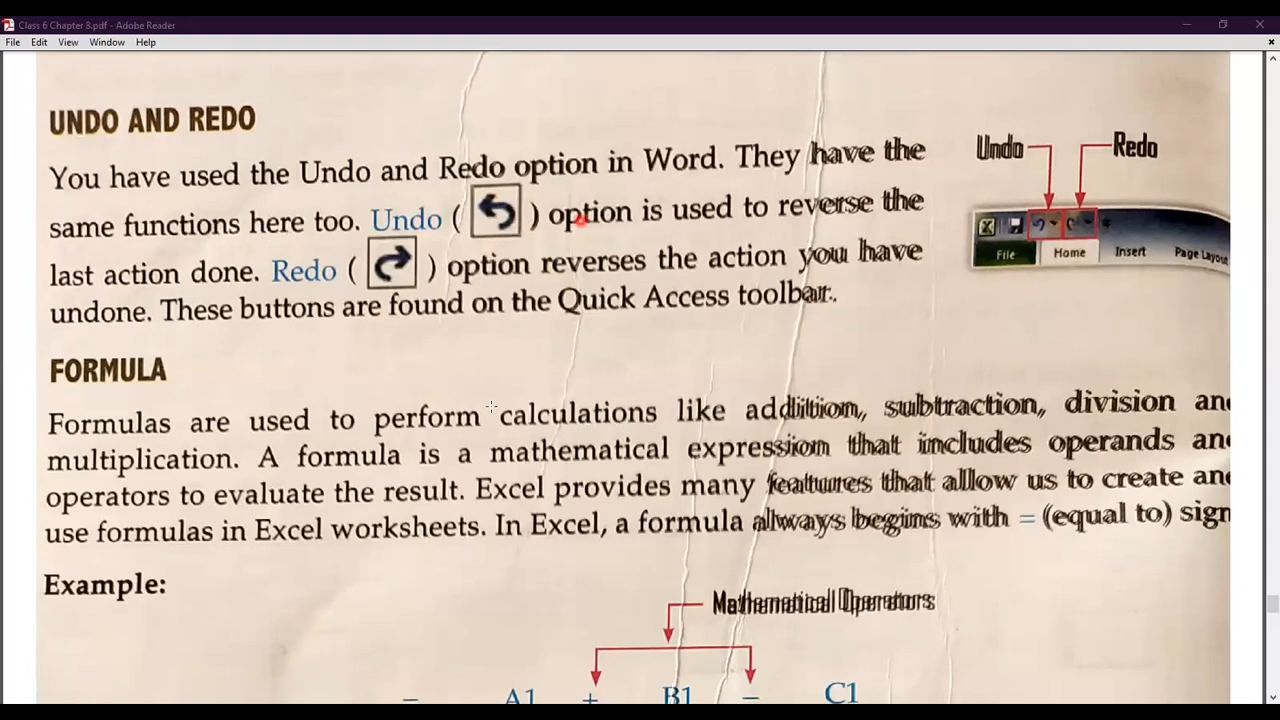 Class 6 Chapter 8.pdf - Adobe Reader
File Edit View Window Help
UNDO AND REDO
You have used the Undo and Redo option in Word. They have the
same functions here too. Undo ( ) option is used to reverse the
last action done. Redo ( ) option reverses the action you have
undone. These buttons are found on the Quick Access toolbar.
Undo Redo
File Home Insert Page Layou
FORMULA
Formulas are used to perform calculations like addition, subtraction, division an
multiplication. A formula is a mathematical expression that includes operands an
operators to evaluate the result. Excel provides many features that allow us to create an
use formulas in Excel worksheets. In Excel, a formula always begins with = (equal to) sign
Example:
Mathematical Operators
A1 + B1 − C1